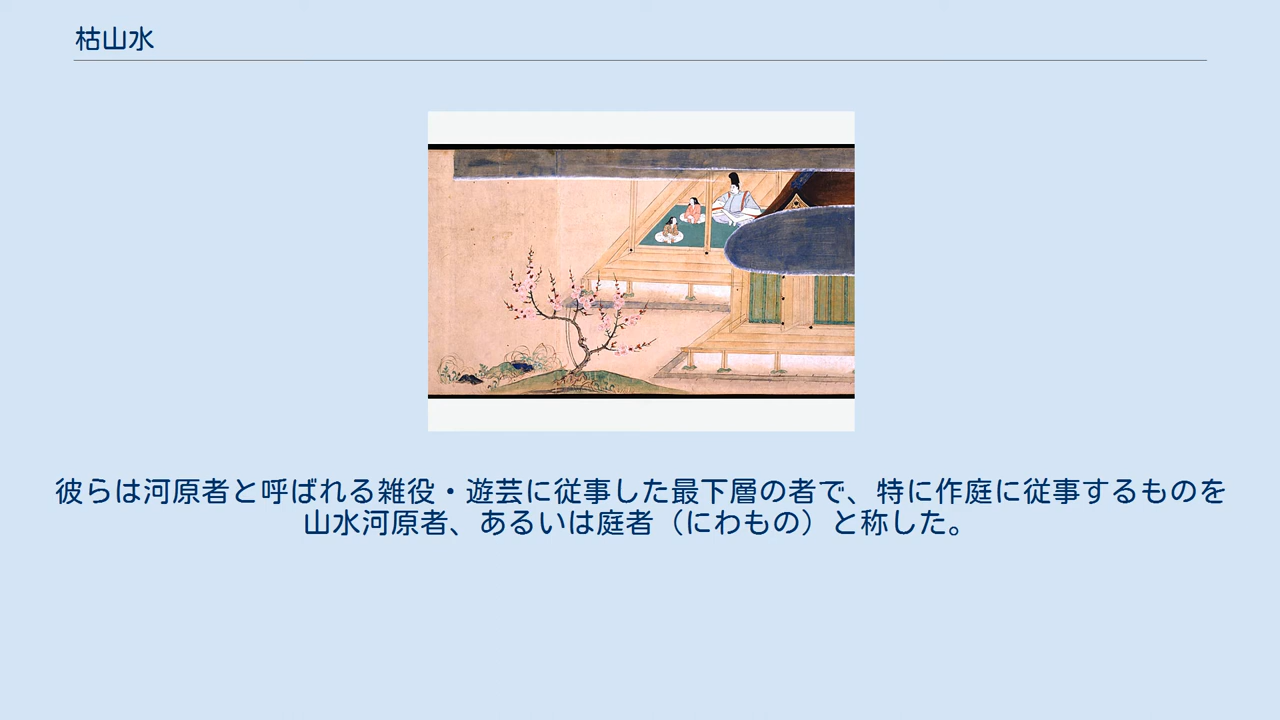 枯山水
彼らは河原者と呼ばれる雑役・遊芸に従事した最下層の者で、特に作庭に従事するものを
山水河原者、あるいは庭者（にわもの）と称した。